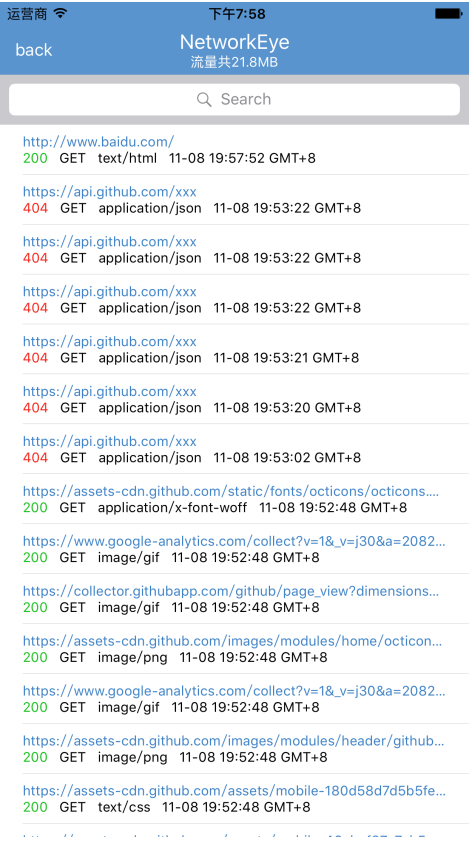 运营商 下午7:58
back NetworkEye
流量共21.8MB
Search
http://www.baidu.com/
200 GET text/html 11-08 19:57:52 GMT+8
https://api.github.com/xxx
404 GET application/json 11-08 19:53:22 GMT+8
https://api.github.com/xxx
404 GET application/json 11-08 19:53:22 GMT+8
https://api.github.com/xxx
404 GET application/json 11-08 19:53:22 GMT+8
https://api.github.com/xxx
404 GET application/json 11-08 19:53:21 GMT+8
https://api.github.com/xxx
404 GET application/json 11-08 19:53:20 GMT+8
https://api.github.com/xxx
404 GET application/json 11-08 19:53:02 GMT+8
https://assets-cdn.github.com/static/fonts/octicons/octicons....
200 GET application/x-font-woff 11-08 19:52:48 GMT+8
https://www.google-analytics.com/collect?v=1&_v=j30&a=2082...
200 GET image/gif 11-08 19:52:48 GMT+8
https://collector.githubapp.com/github/page_view?dimensions...
200 GET image/gif 11-08 19:52:48 GMT+8
https://assets-cdn.github.com/images/modules/home/octicon...
200 GET image/png 11-08 19:52:48 GMT+8
https://www.google-analytics.com/collect?v=1&_v=j30&a=2082...
200 GET image/gif 11-08 19:52:48 GMT+8
https://assets-cdn.github.com/images/modules/header/github...
200 GET image/png 11-08 19:52:48 GMT+8
https://assets-cdn.github.com/assets/mobile-180d58d7d5b5fe...
200 GET text/css 11-08 19:52:48 GMT+8